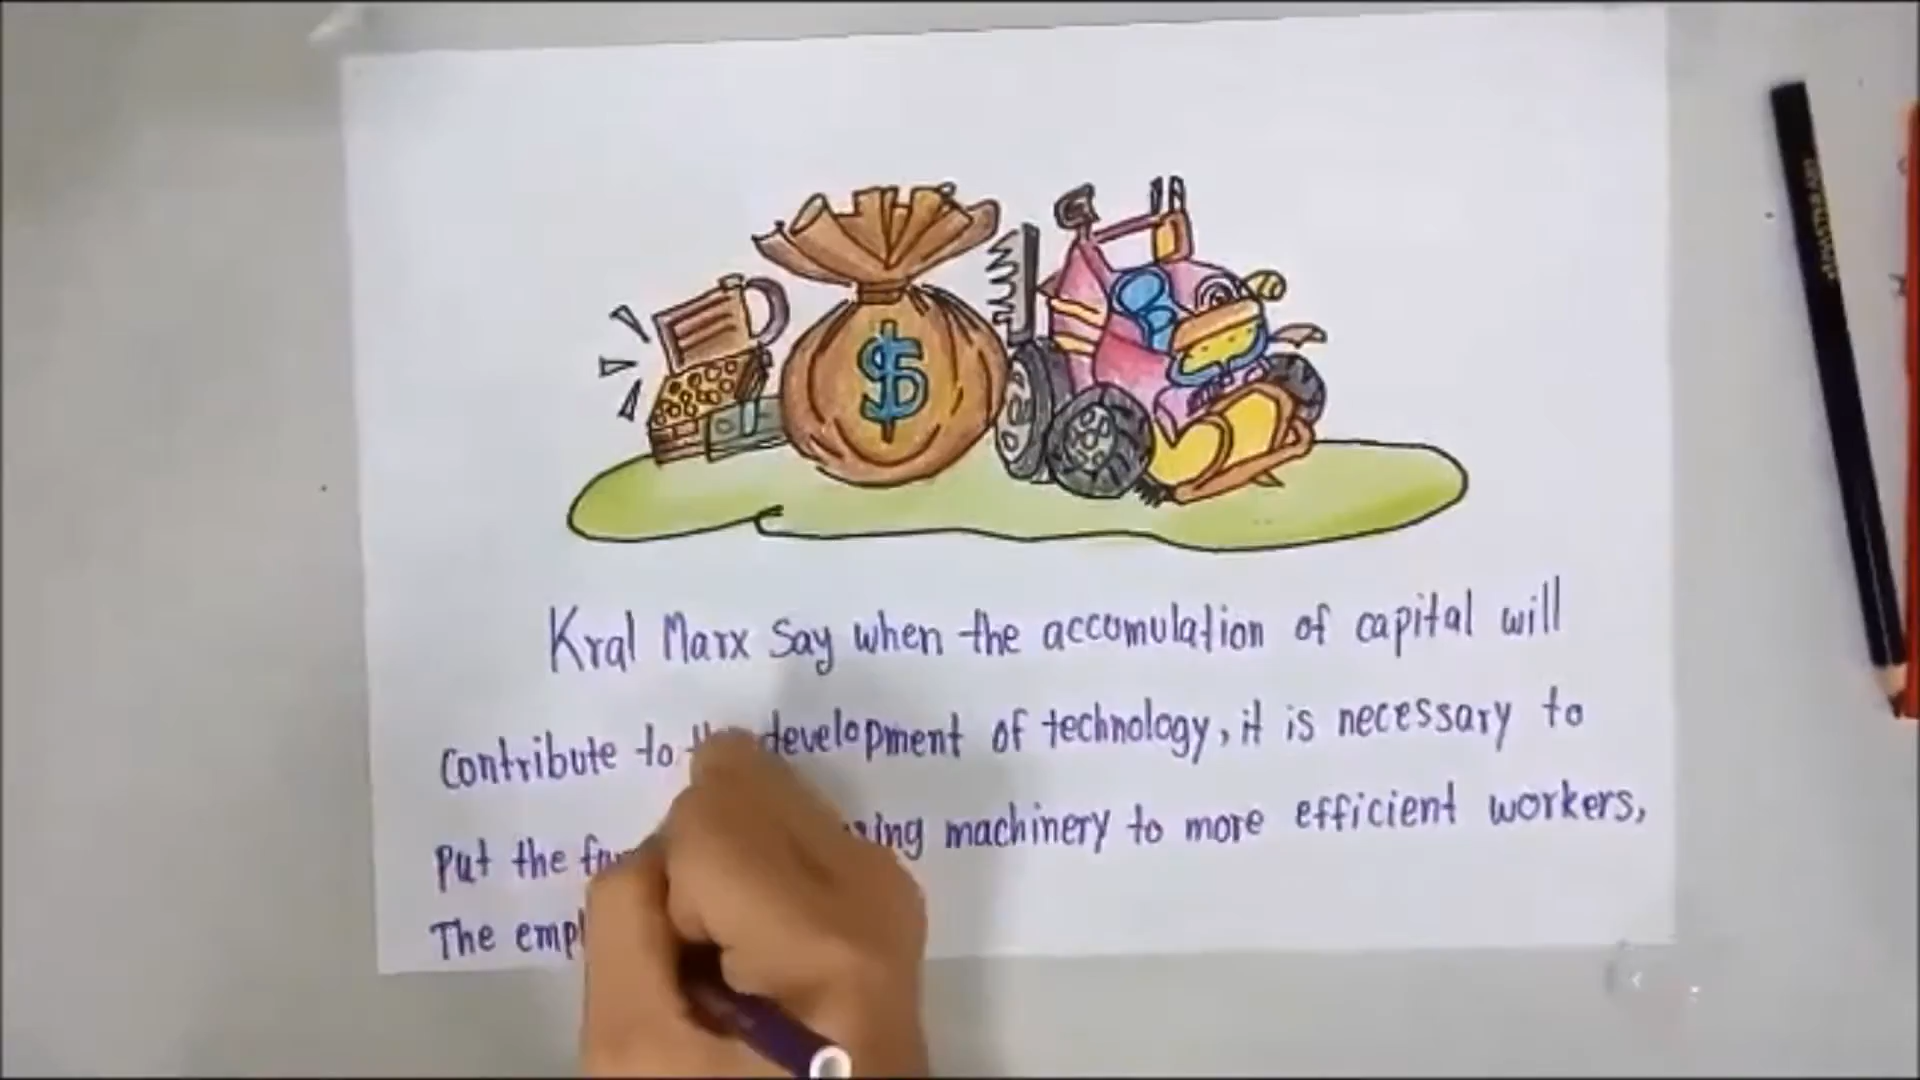 $
Kral Marx Say when the accumulation of capital will
contribute to development of technology, it is necessary to
Put the machinery to more efficient workers,
The